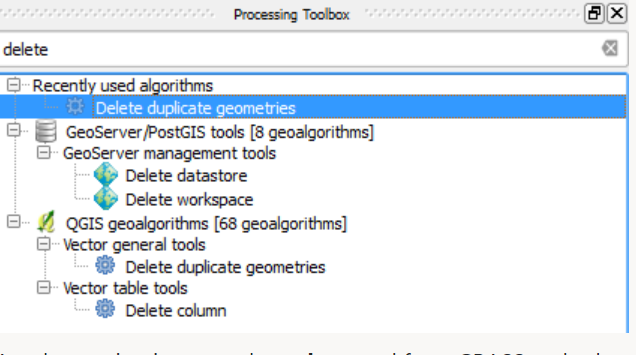 Processing Toolbox
delete
Recently used algorithms
Delete duplicate geometries
GeoServer/PostGIS tools [8 geoalgorithms]
GeoServer management tools
Delete datastore
Delete workspace
QGIS geoalgorithms [68 geoalgorithms]
Vector general tools
Delete duplicate geometries
Vector table tools
Delete column